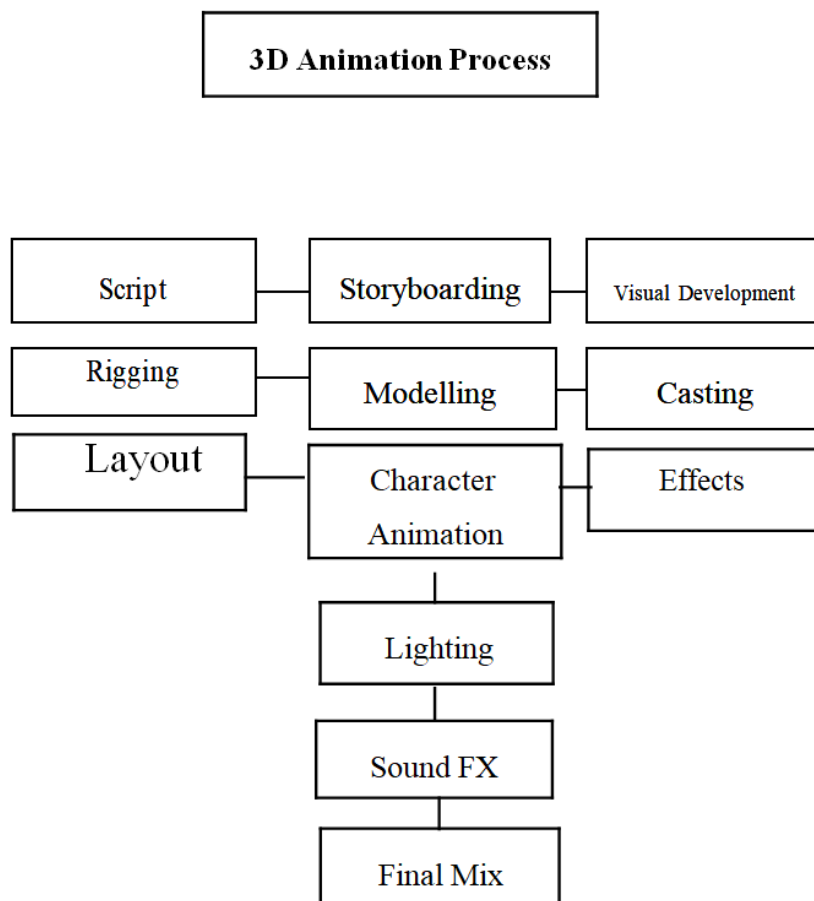 3D Animation Process
Script
Storyboarding
Visual Development
Rigging
Modelling
Casting
Layout
Character
Animation
Effects
Lighting
Sound FX
Final Mix